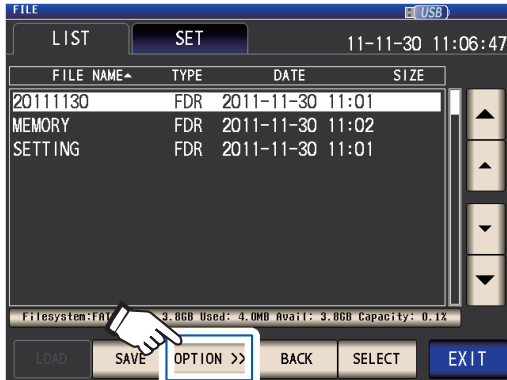 FILE
USB
LIST SET 11-11-30 11:06:47
FILE NAME▲ TYPE DATE SIZE
20111130 FDR 2011-11-30 11:01
MEMORY FDR 2011-11-30 11:02
SETTING FDR 2011-11-30 11:01
Filesystem:FAT 3.8GB Used: 4.0MB Avail: 3.8GB Capacity: 0.1%
LOAD SAVE OPTION >> BACK SELECT EXIT